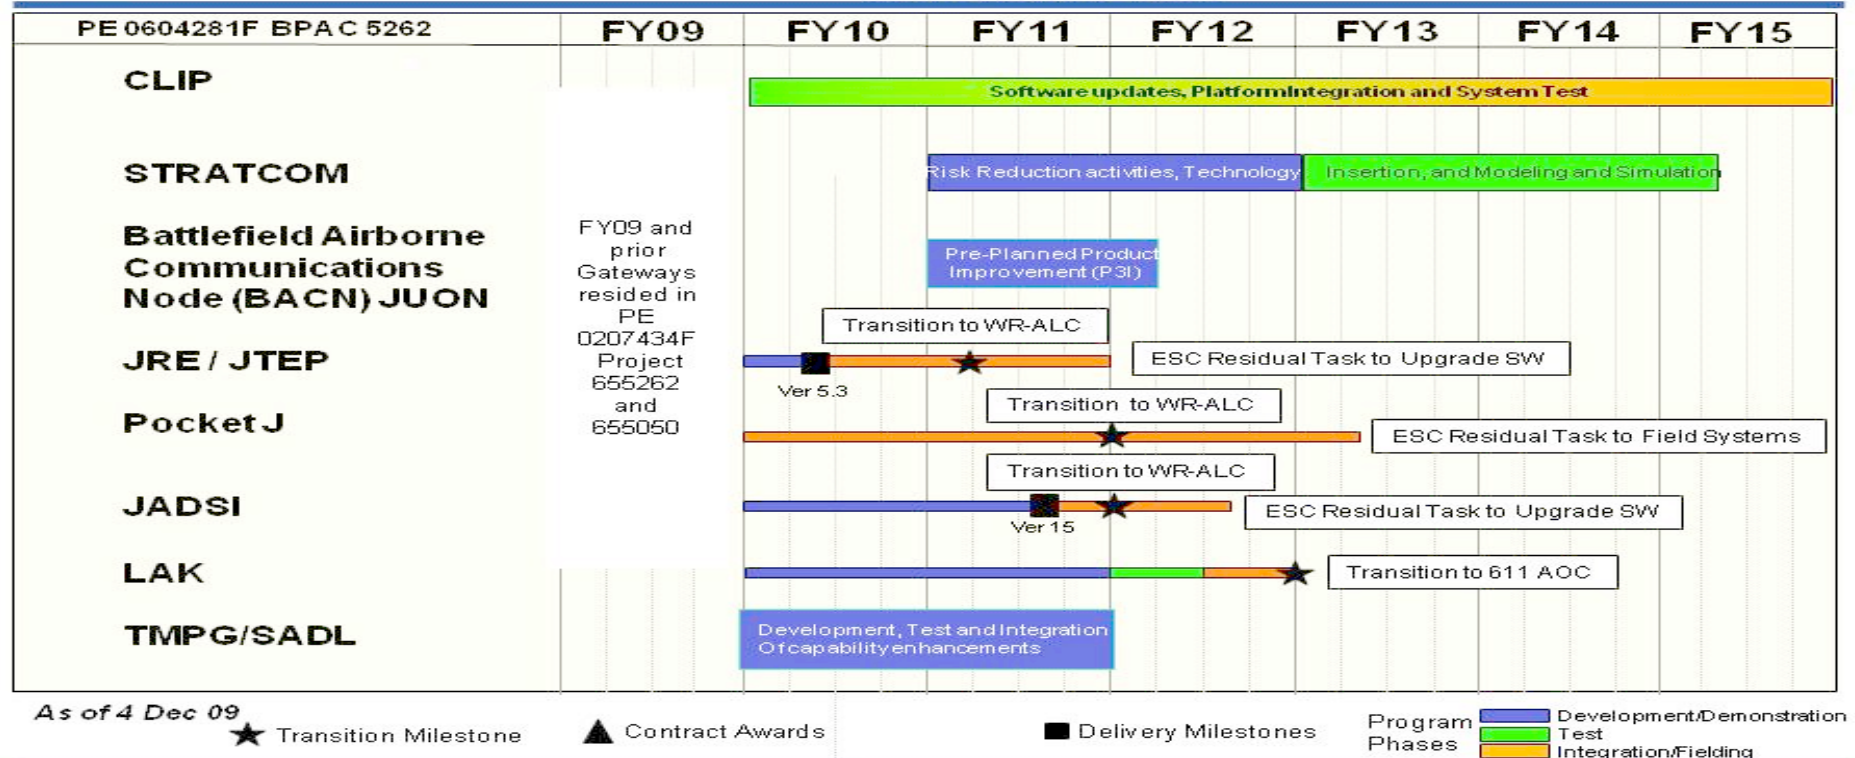 PE 0604281F BPAC 5262 FY09 FY10 FY11 FY12 FY13 FY14 FY15
CLIP
Software updates, Platform Integration and System Test
STRATCOM
Risk Reduction activities, Technology Insertion, and Modeling and Simulation
Battlefield Airborne
Communications
Node (BACN) JUON
Pre-Planned Product
Improvement (P3I)
FY09 and
prior
Gateways
resided in
PE
0207434F
Project
655262
and
655050
Transition to WR-ALC
JRE / JTEP
ESC Residual Task to Upgrade SW
Ver 5.3
Transition to WR-ALC
Pocket J
ESC Residual Task to Field Systems
Transition to WR-ALC
JADSI
ESC Residual Task to Upgrade SW
Ver 15
LAK
Transition to 611 AOC
TMPG/SADL
Development, Test and Integration
Of capability enhancements
As of 4 Dec 09
Transition Milestone
Contract Awards
Delivery Milestones
Program
Phases
Development/Demonstration
Test
Integration/Fielding